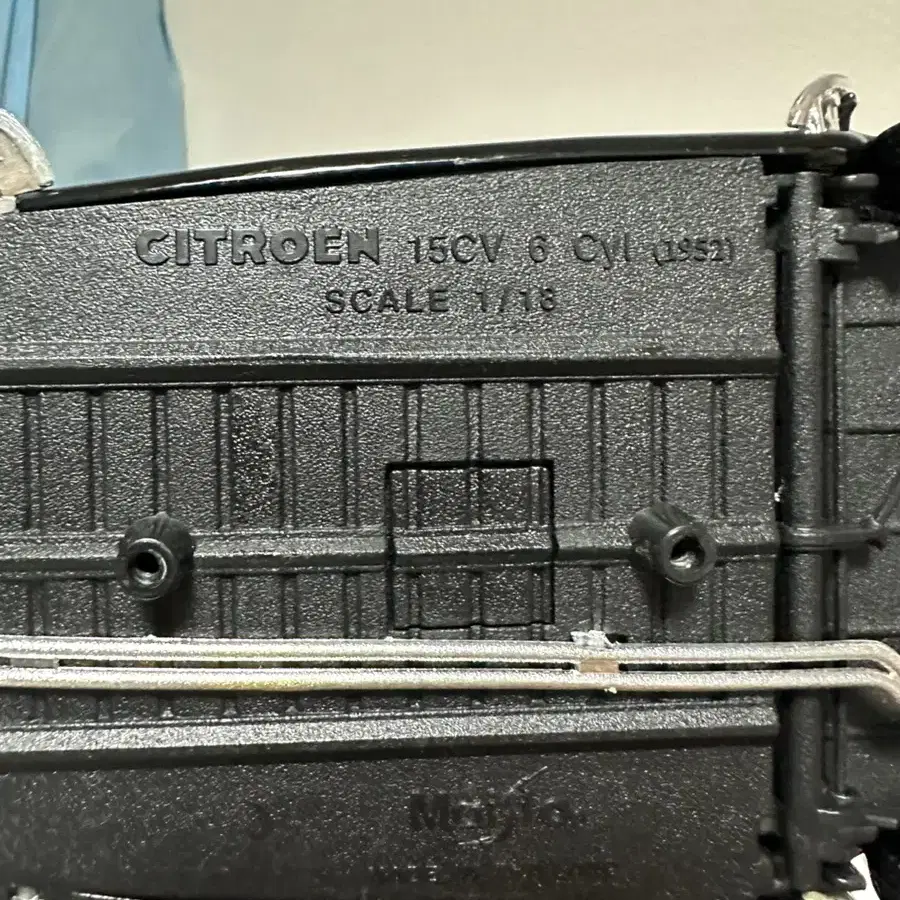 CITROEN 15CV 6 Cyl (1952)
SCALE 1/18
Maisto